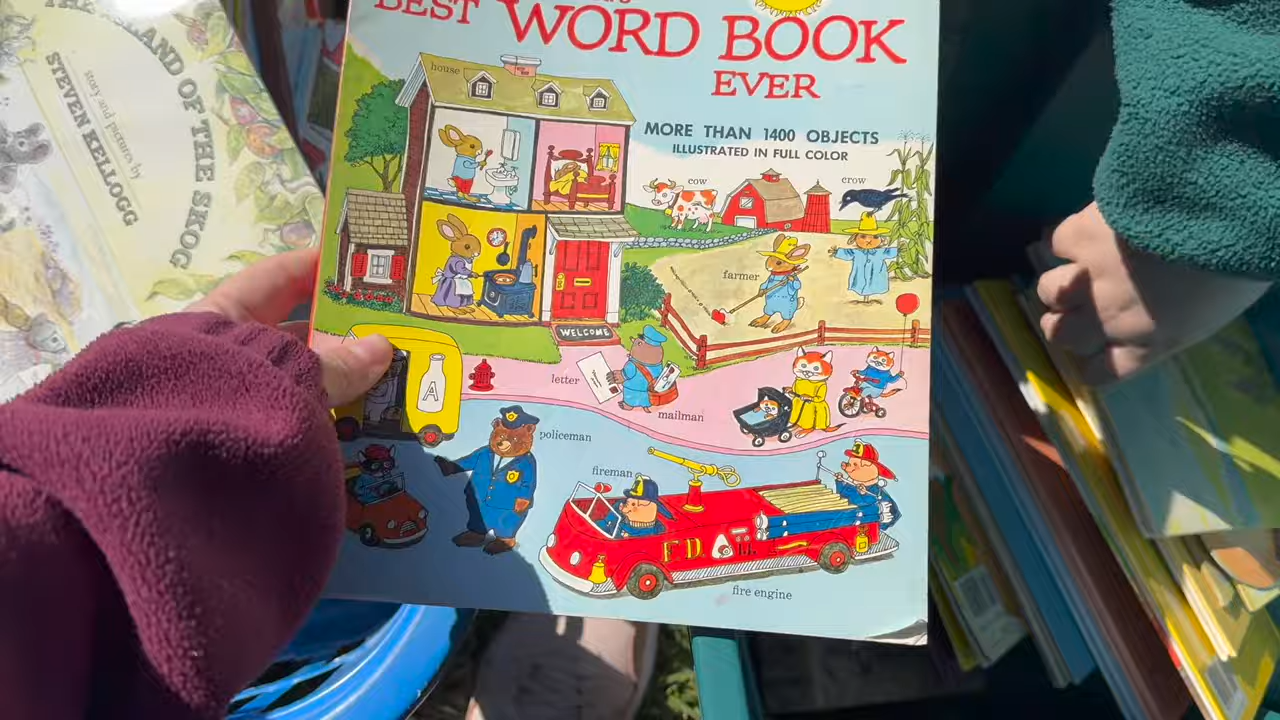 BEST WORD BOOK
EVER
MORE THAN 1400 OBJECTS
ILLUSTRATED IN FULL COLOR
house
cow
crow
farmer
WELCOME
letter
mailman
A
policeman
fireman
F.D.
fire engine
THE
AND OF THE SKOG
story and pictures by
STEVEN KELLOGG